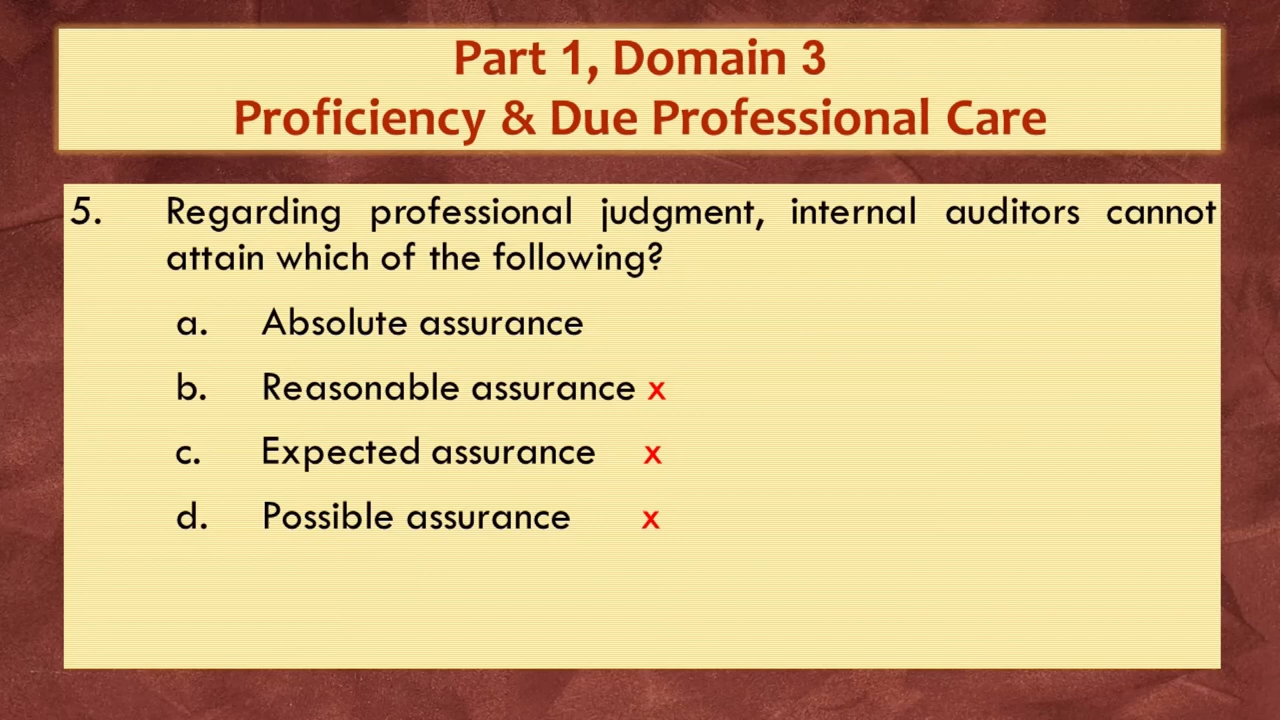 Part 1, Domain 3
Proficiency & Due Professional Care
5. Regarding professional judgment, internal auditors cannot
attain which of the following?
a. Absolute assurance
b. Reasonable assurance x
c. Expected assurance x
d. Possible assurance x